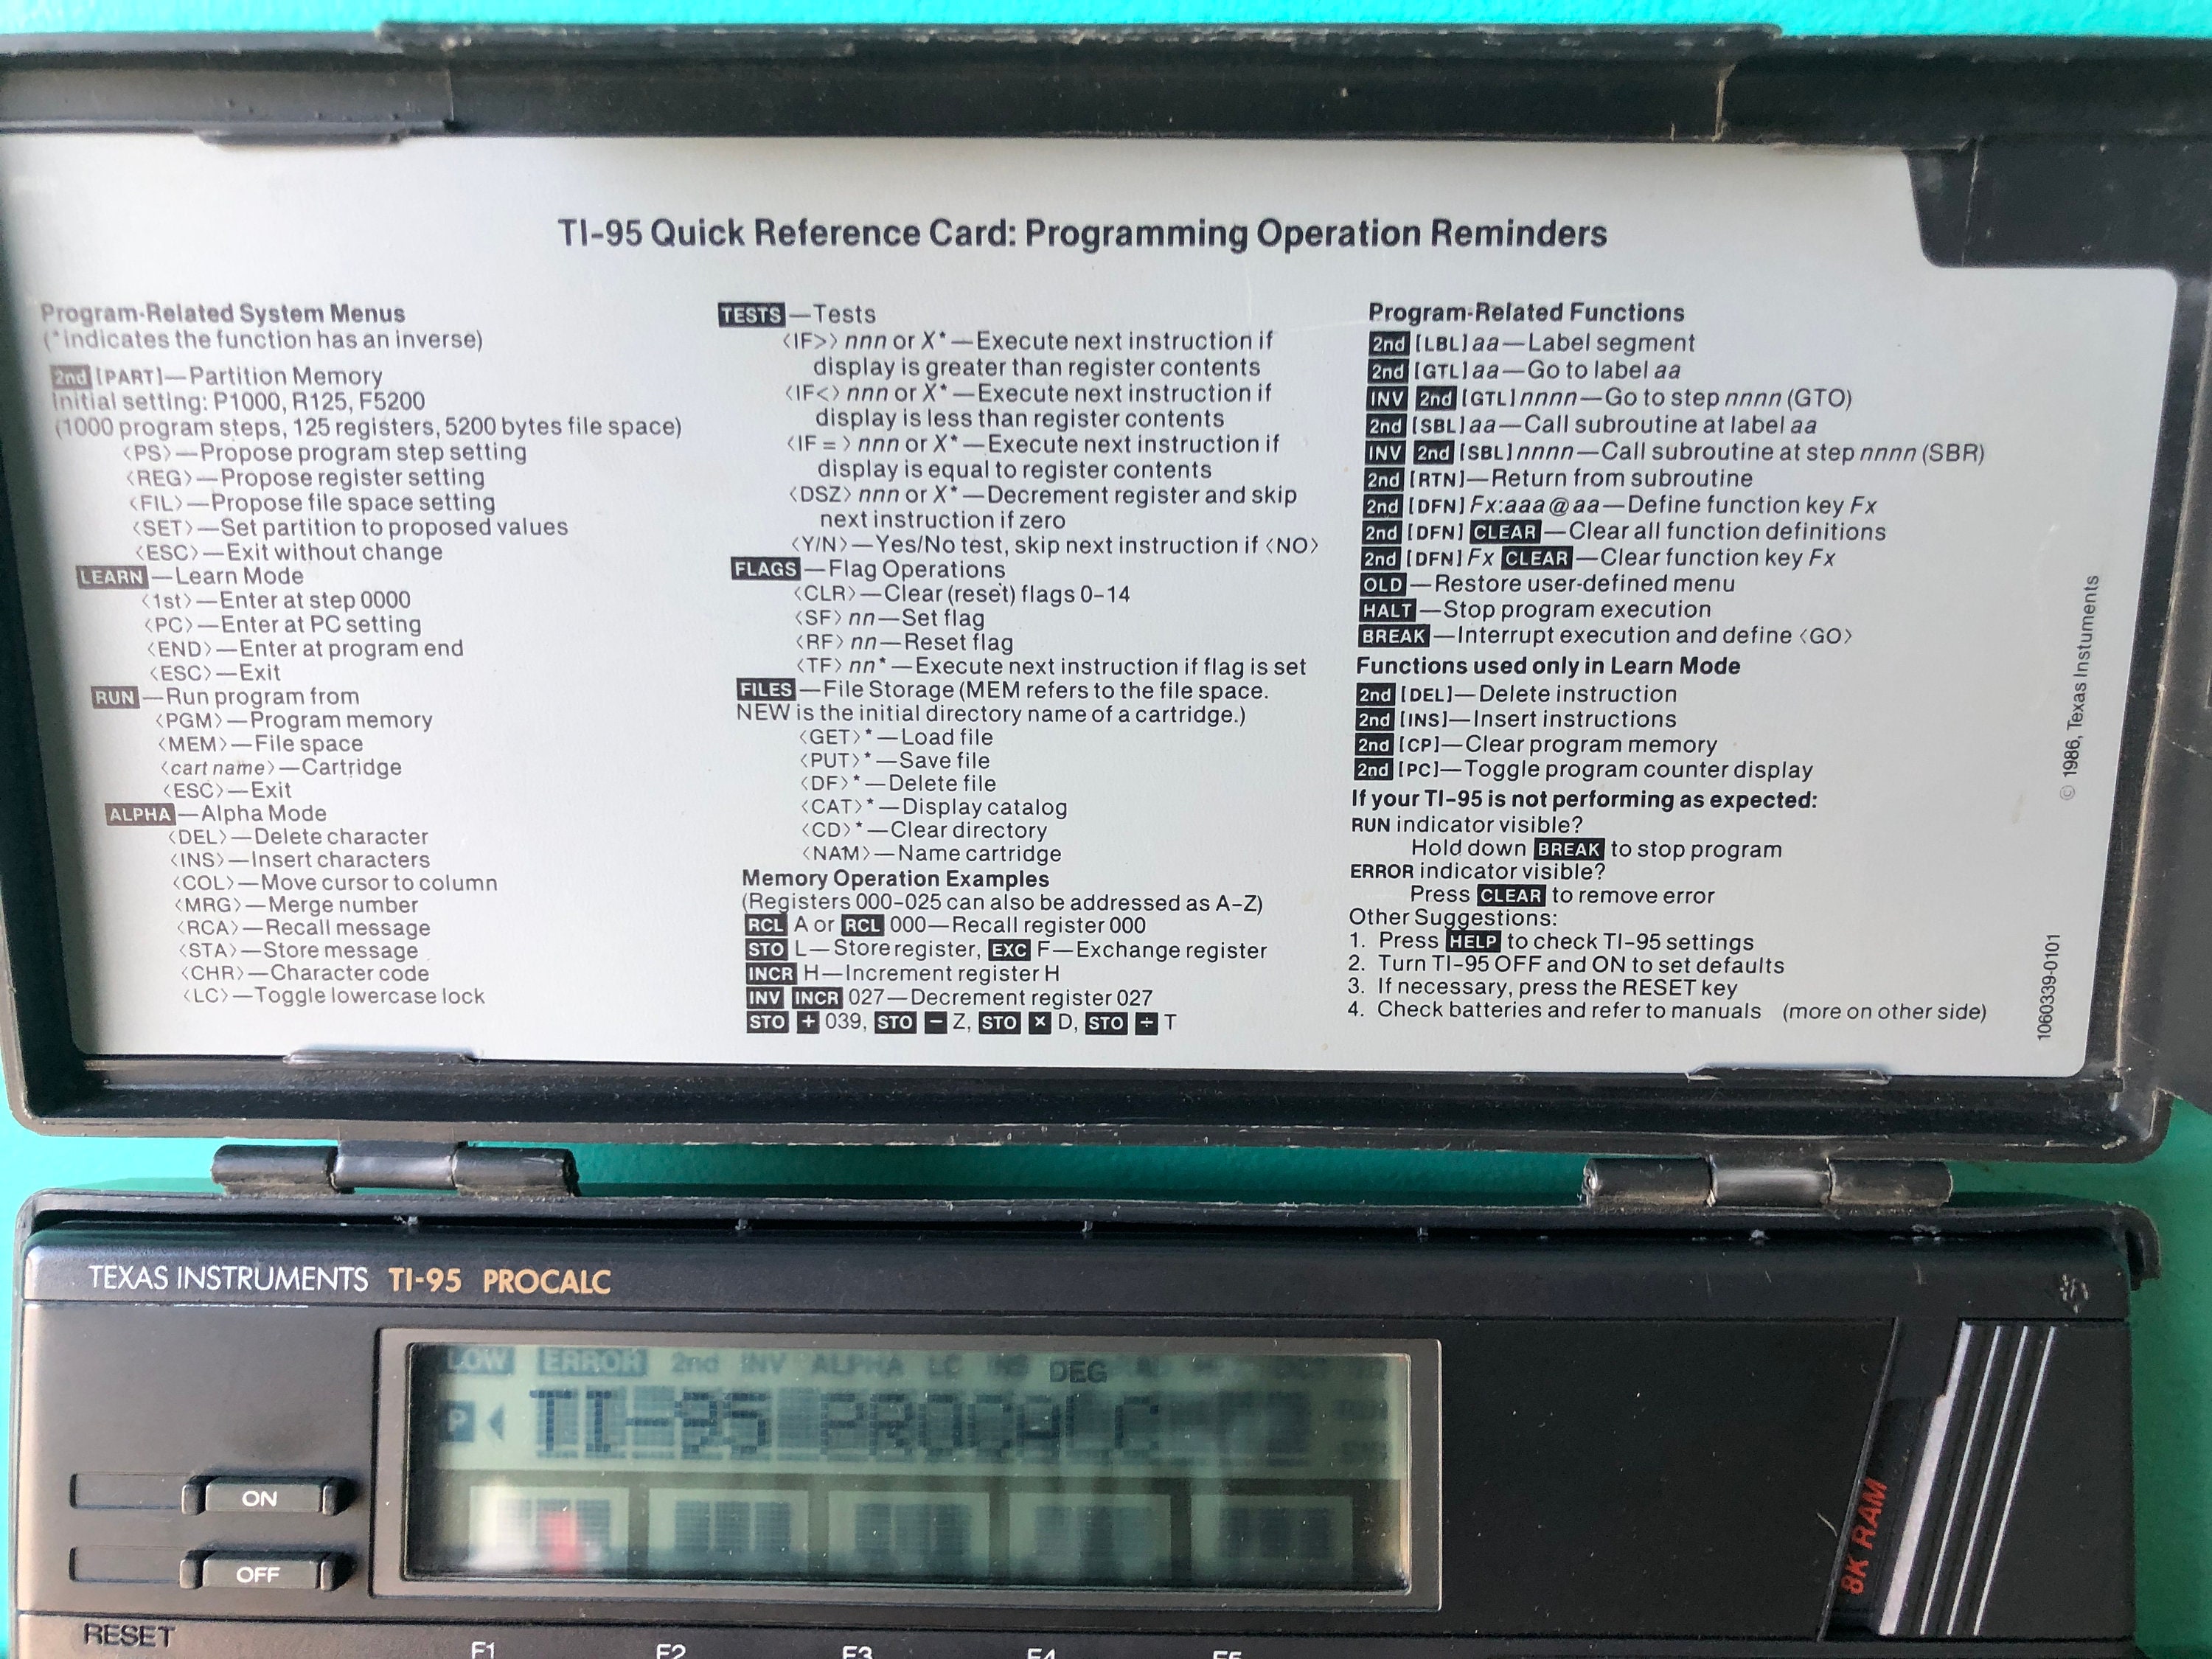 TI-95 Quick Reference Card: Programming Operation Reminders
Program-Related System Menus
(*indicates the function has an inverse)
2nd [PART]—Partition Memory
Initial setting: P1000, R125, F5200
(1000 program steps, 125 registers, 5200 bytes file space)
<PS>—Propose program step setting
<REG>—Propose register setting
<FIL>—Propose file space setting
<SET>—Set partition to proposed values
<ESC>—Exit without change
LEARN—Learn Mode
<1st>—Enter at step 0000
<PC>—Enter at PC setting
<END>—Enter at program end
<ESC>—Exit
RUN—Run program from
<PGM>—Program memory
<MEM>—File space
<cart name>—Cartridge
<ESC>—Exit
ALPHA—Alpha Mode
<DEL>—Delete character
<INS>—Insert characters
<COL>—Move cursor to column
<MRG>—Merge number
<RCA>—Recall message
<STA>—Store message
<CHR>—Character code
<LC>—Toggle lowercase lock
TESTS—Tests
<IF>> nnn or X*—Execute next instruction if
display is greater than register contents
<IF<> nnn or X*—Execute next instruction if
display is less than register contents
<IF=> nnn or X*—Execute next instruction if
display is equal to register contents
<DSZ> nnn or X*—Decrement register and skip
next instruction if zero
<Y/N>—Yes/No test, skip next instruction if <NO>
FLAGS—Flag Operations
<CLR>—Clear (reset) flags 0-14
<SF> nn—Set flag
<RF> nn—Reset flag
<TF> nn*—Execute next instruction if flag is set
FILES—File Storage (MEM refers to the file space.
NEW is the initial directory name of a cartridge.)
<GET>*—Load file
<PUT>*—Save file
<DF>*—Delete file
<CAT>*—Display catalog
<CD>*—Clear directory
<NAM>—Name cartridge
Memory Operation Examples
(Registers 000-025 can also be addressed as A-Z)
RCL A or RCL 000—Recall register 000
STO L—Store register, EXC F—Exchange register
INCR H—Increment register H
INV INCR 027—Decrement register 027
STO + 039, STO − Z, STO × D, STO ÷ T
Program-Related Functions
2nd [LBL] aa—Label segment
2nd [GTL] aa—Go to label aa
INV 2nd [GTL] nnnn—Go to step nnnn (GTO)
2nd [SBL] aa—Call subroutine at label aa
INV 2nd [SBL] nnnn—Call subroutine at step nnnn (SBR)
2nd [RTN]—Return from subroutine
2nd [DFN] Fx:aaa@aa—Define function key Fx
2nd [DFN] CLEAR—Clear all function definitions
2nd [DFN] Fx CLEAR—Clear function key Fx
OLD—Restore user-defined menu
HALT—Stop program execution
BREAK—Interrupt execution and define <GO>
Functions used only in Learn Mode
2nd [DEL]—Delete instruction
2nd [INS]—Insert instructions
2nd [CP]—Clear program memory
2nd [PC]—Toggle program counter display
If your TI-95 is not performing as expected:
RUN indicator visible?
Hold down BREAK to stop program
ERROR indicator visible?
Press CLEAR to remove error
Other Suggestions:
1. Press HELP to check TI-95 settings
2. Turn TI-95 OFF and ON to set defaults
3. If necessary, press the RESET key
4. Check batteries and refer to manuals (more on other side)
© 1986, Texas Instuments
1060339-0101
TEXAS INSTRUMENTS TI-95 PROCALC
LOW ERROR 2nd INV ALPHA LC INS DEG
P TI-95 PROCALC
ON
OFF
8K RAM
RESET
F1 F2 F3 F4 F5